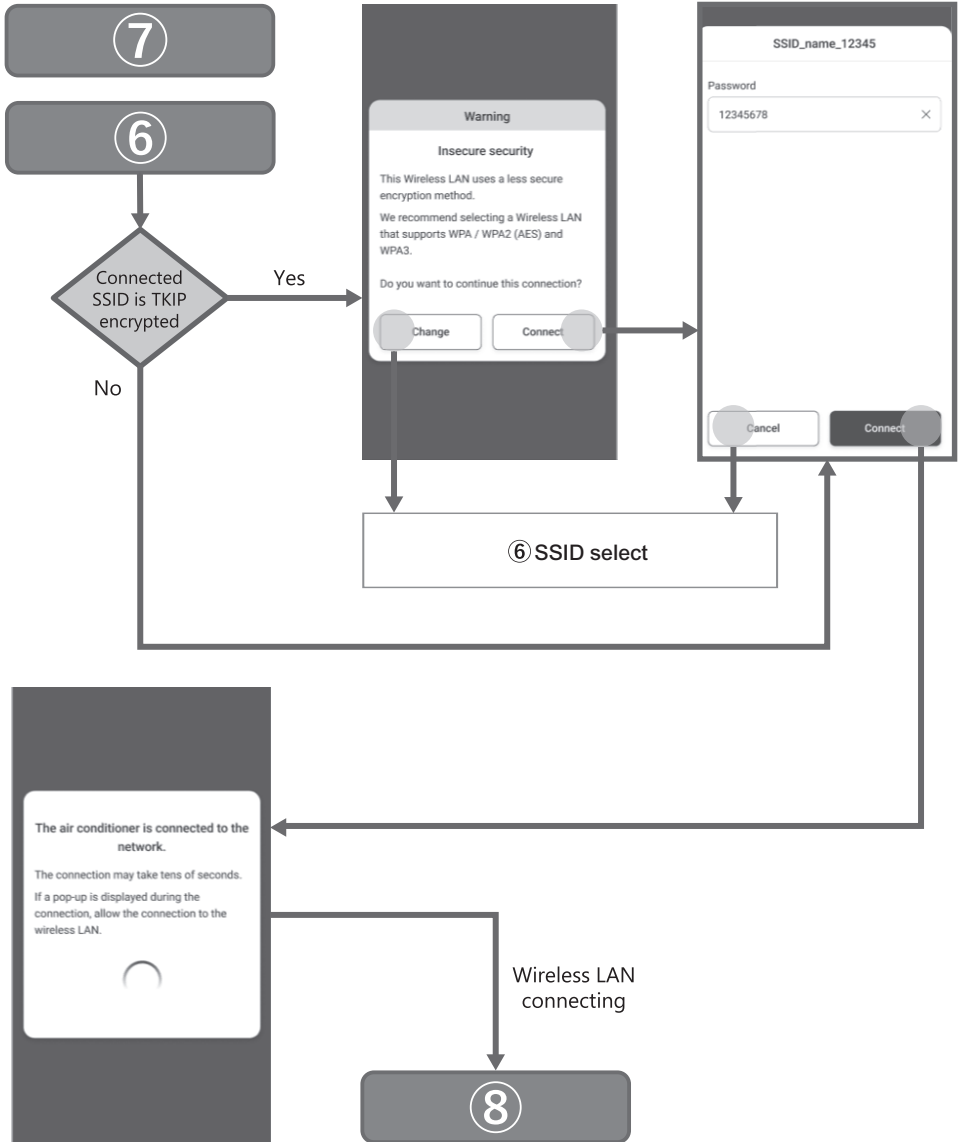 ⑦
⑥
Connected
SSID is TKIP
encrypted
Yes
No
Warning
Insecure security
This Wireless LAN uses a less secure
encryption method.
We recommend selecting a Wireless LAN
that supports WPA / WPA2 (AES) and
WPA3.
Do you want to continue this connection?
Change
Connect
SSID_name_12345
Password
12345678
×
Cancel
Connect
⑥ SSID select
The air conditioner is connected to the
network.
The connection may take tens of seconds.
If a pop-up is displayed during the
connection, allow the connection to the
wireless LAN.
Wireless LAN
connecting
⑧